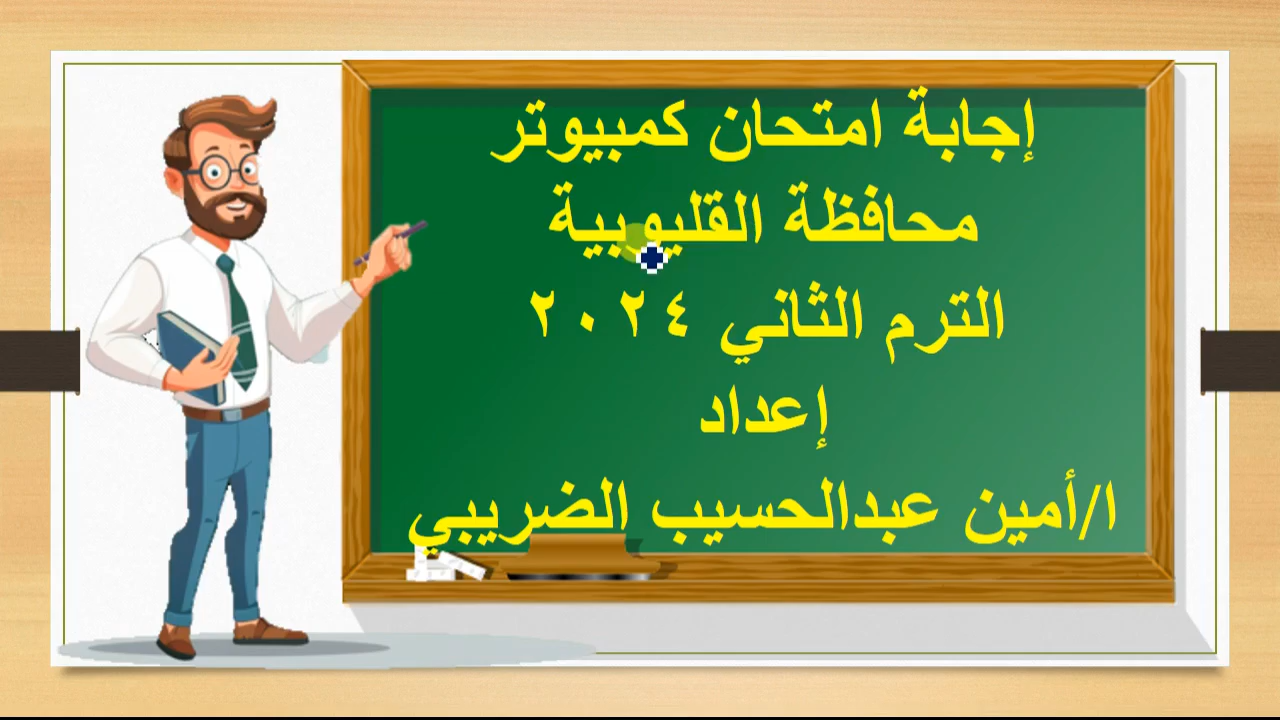 إجابة امتحان كمبيوتر
محافظة القليوبية
الترم الثاني ٢٠٢٤
إعداد
ا/أمين عبدالحسيب الضريبي